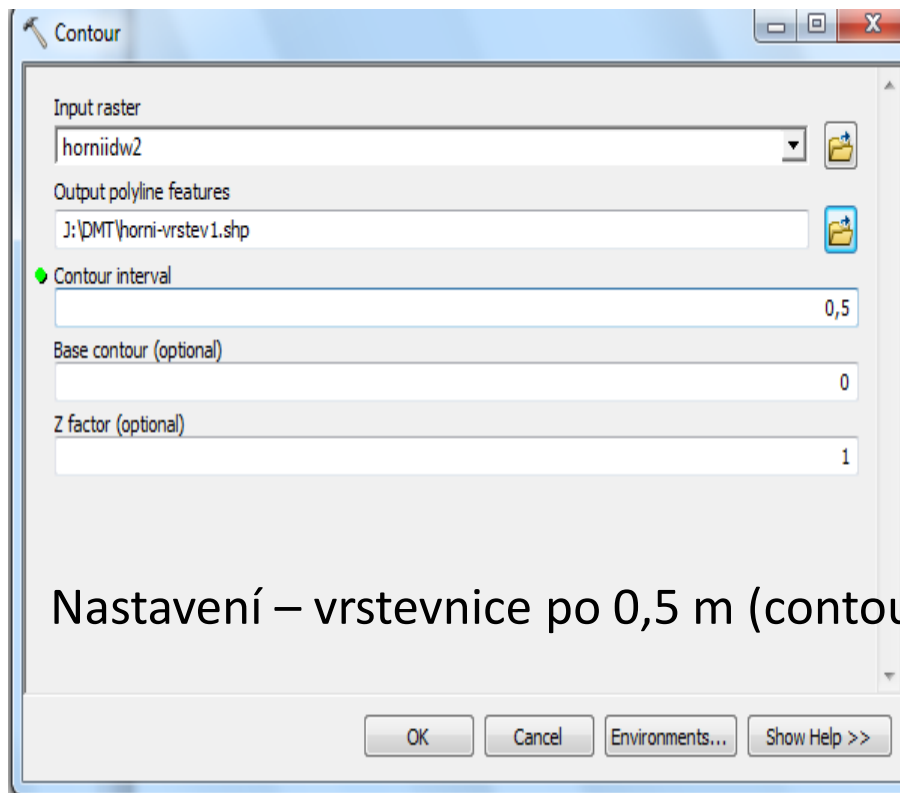 Contour
Input raster
horniidw2
Output polyline features
J:\DMT\horni-vrstev1.shp
Contour interval
0,5
Base contour (optional)
0
Z factor (optional)
1
Nastavení – vrstevnice po 0,5 m (contou
OK Cancel Environments... Show Help >>